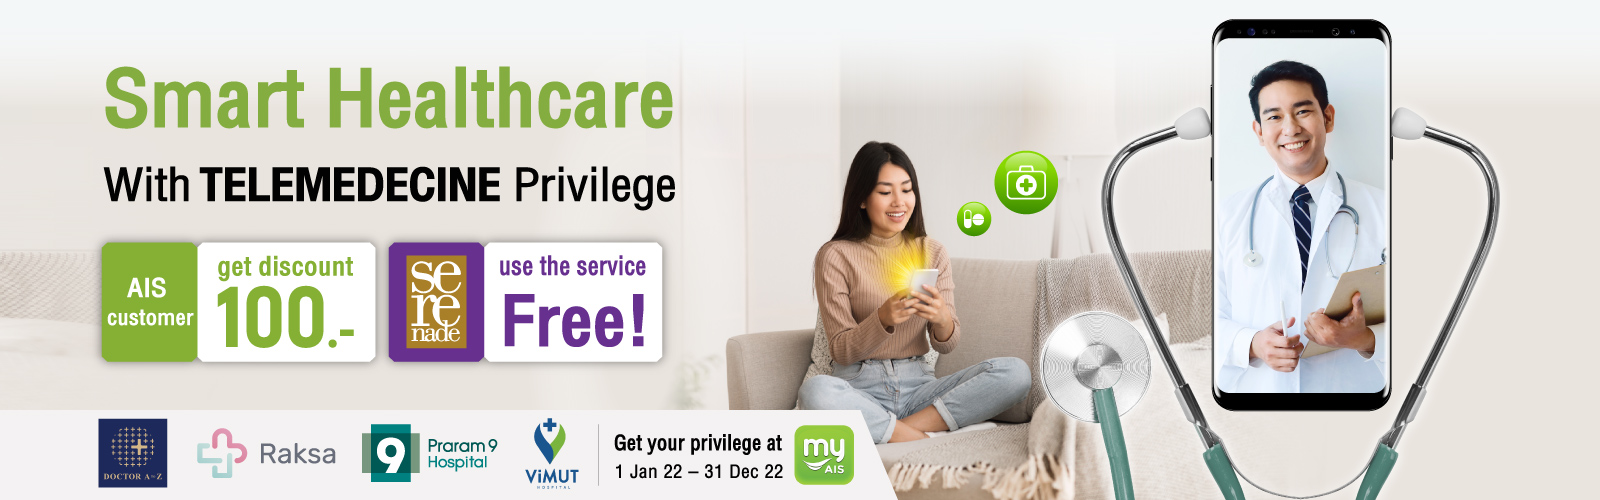 Smart Healthcare
With TELEMEDECINE Privilege
AIS
customer
get discount
100.-
se
re
nade
use the service
Free!
DOCTOR A to Z
Raksa
9
Praram 9
Hospital
ViMUT
HOSPITAL
Get your privilege at
1 Jan 22 – 31 Dec 22
my
AIS